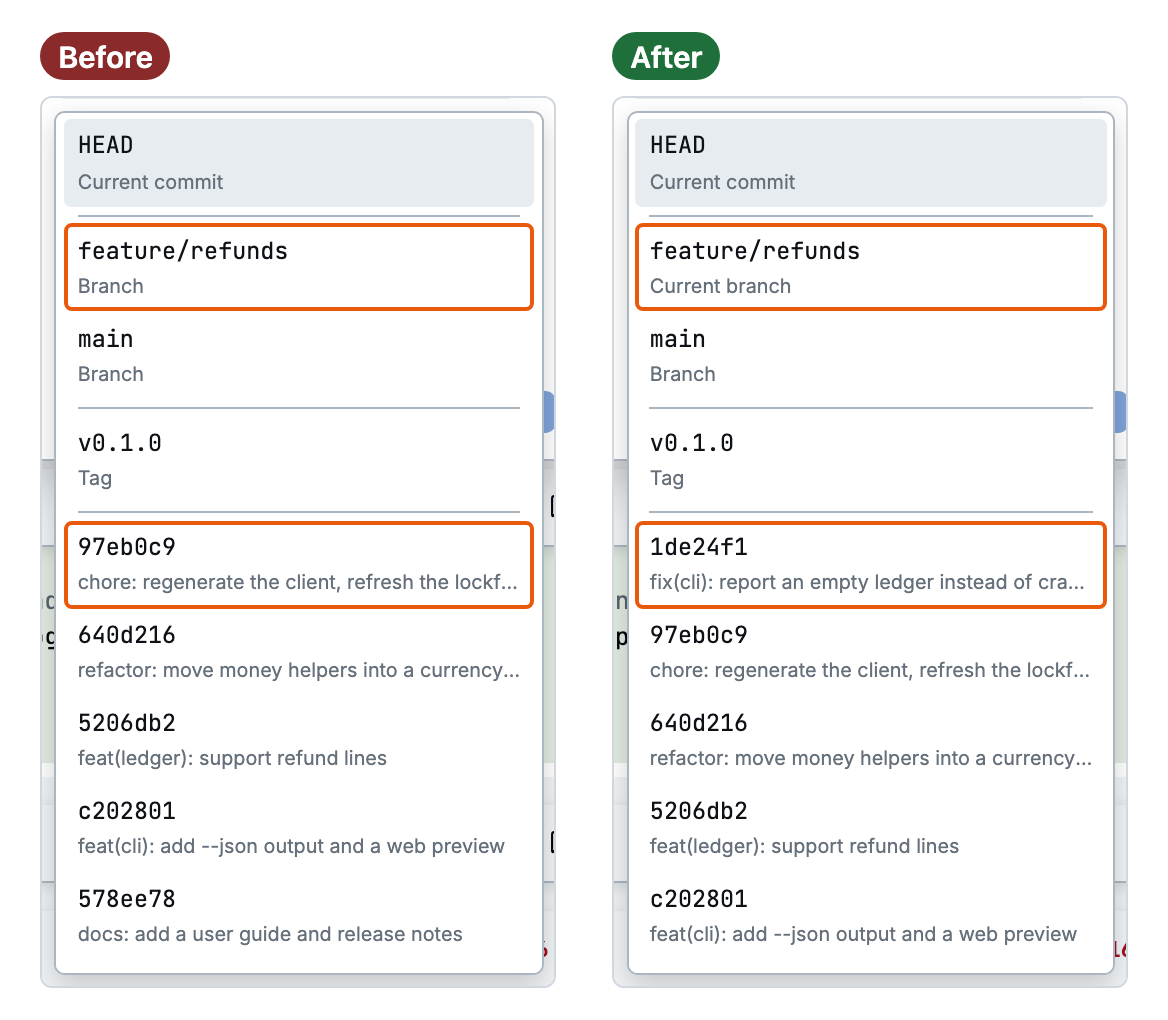 Before
HEAD
Current commit
feature/refunds
Branch
main
Branch
v0.1.0
Tag
97eb0c9
chore: regenerate the client, refresh the lockf...
640d216
refactor: move money helpers into a currency...
5206db2
feat(ledger): support refund lines
c202801
feat(cli): add --json output and a web preview
578ee78
docs: add a user guide and release notes
After
HEAD
Current commit
feature/refunds
Current branch
main
Branch
v0.1.0
Tag
1de24f1
fix(cli): report an empty ledger instead of cra...
97eb0c9
chore: regenerate the client, refresh the lockf...
640d216
refactor: move money helpers into a currency...
5206db2
feat(ledger): support refund lines
c202801
feat(cli): add --json output and a web preview